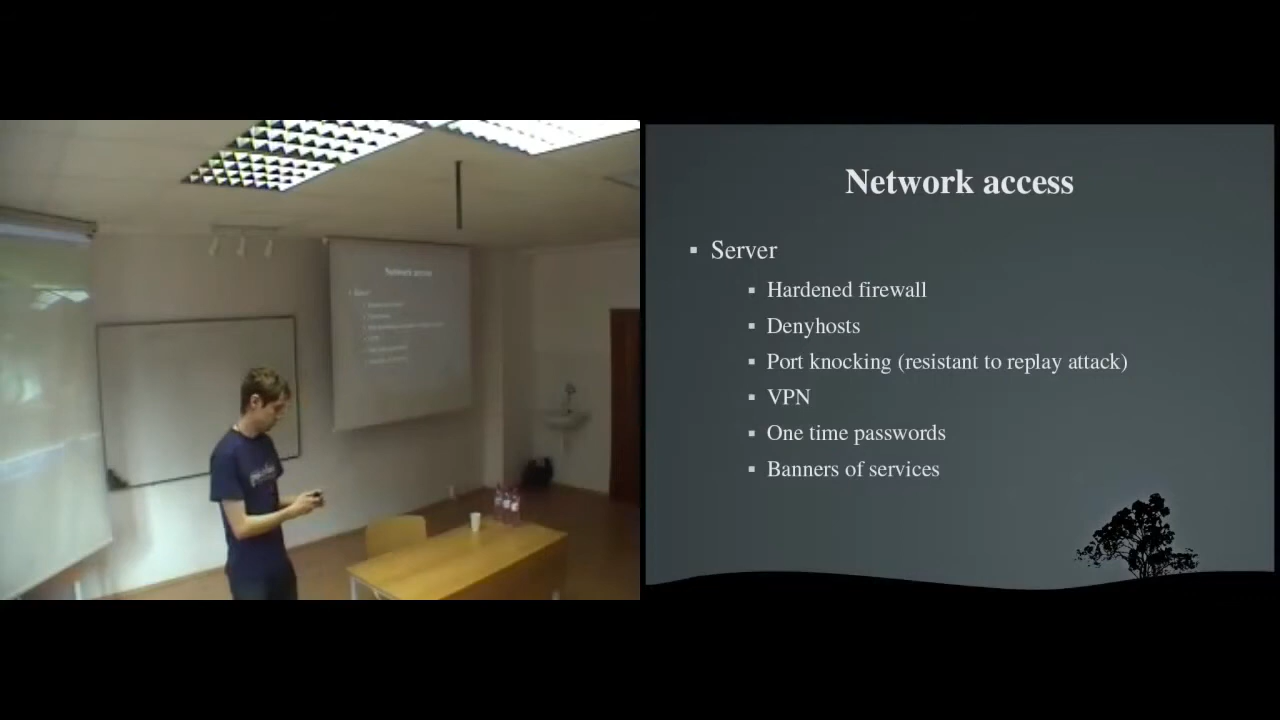 Network access
Server
Hardened firewall
Denyhosts
Port knocking (resistant to replay attack)
VPN
One time passwords
Banners of services